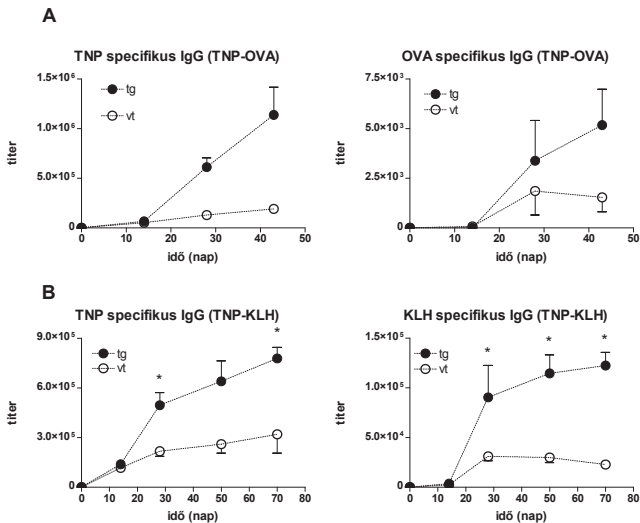 A
TNP specifikus IgG (TNP-OVA)
1.5×10⁶
1.0×10⁶
5.0×10⁵
0
titer
tg
vt
0 10 20 30 40 50
idő (nap)
OVA specifikus IgG (TNP-OVA)
7.5×10³
5.0×10³
2.5×10³
0
titer
tg
vt
0 10 20 30 40 50
idő (nap)
B
TNP specifikus IgG (TNP-KLH)
9.0×10⁵
6.0×10⁵
3.0×10⁵
0
titer
tg
vt
* *
0 10 20 30 40 50 60 70 80
idő (nap)
KLH specifikus IgG (TNP-KLH)
1.5×10⁵
1.0×10⁵
5.0×10⁴
0
titer
tg
vt
* * *
0 10 20 30 40 50 60 70 80
idő (nap)